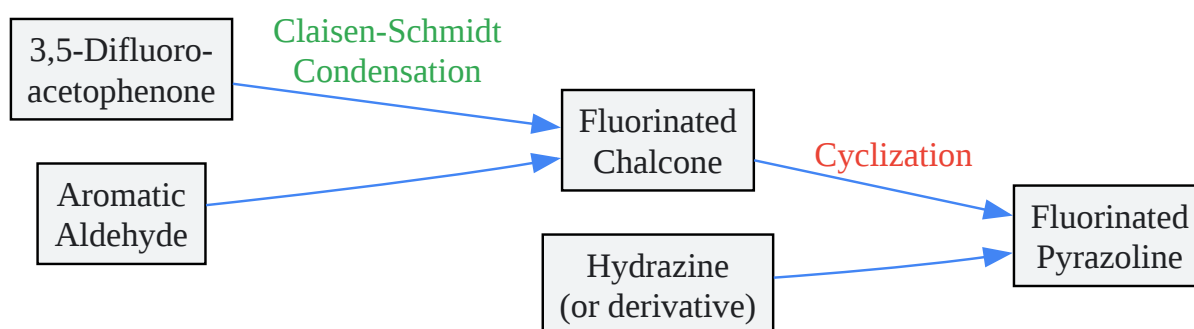 3,5-Difluoro-
acetophenone
Claisen-Schmidt
Condensation
Aromatic
Aldehyde
Fluorinated
Chalcone
Cyclization
Hydrazine
(or derivative)
Fluorinated
Pyrazoline